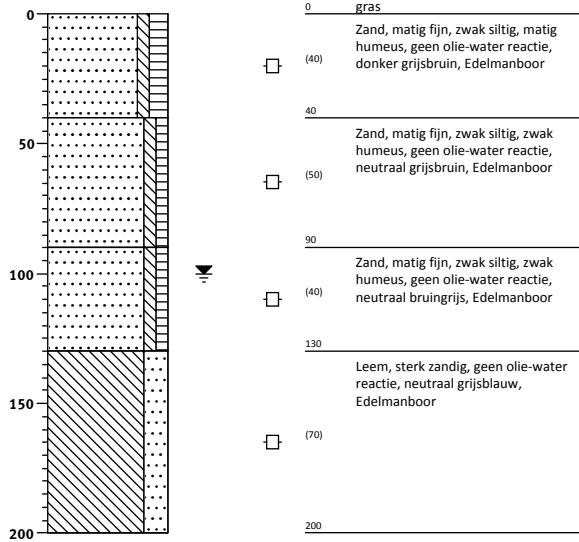 0
50
100
150
200
0
gras
(40)
Zand, matig fijn, zwak siltig, matig
humeus, geen olie-water reactie,
donker grijsbruin, Edelmanboor
40
(50)
Zand, matig fijn, zwak siltig, zwak
humeus, geen olie-water reactie,
neutraal grijsbruin, Edelmanboor
90
(40)
Zand, matig fijn, zwak siltig, zwak
humeus, geen olie-water reactie,
neutraal bruingrijs, Edelmanboor
130
Leem, sterk zandig, geen olie-water
reactie, neutraal grijsblauw,
Edelmanboor
(70)
200